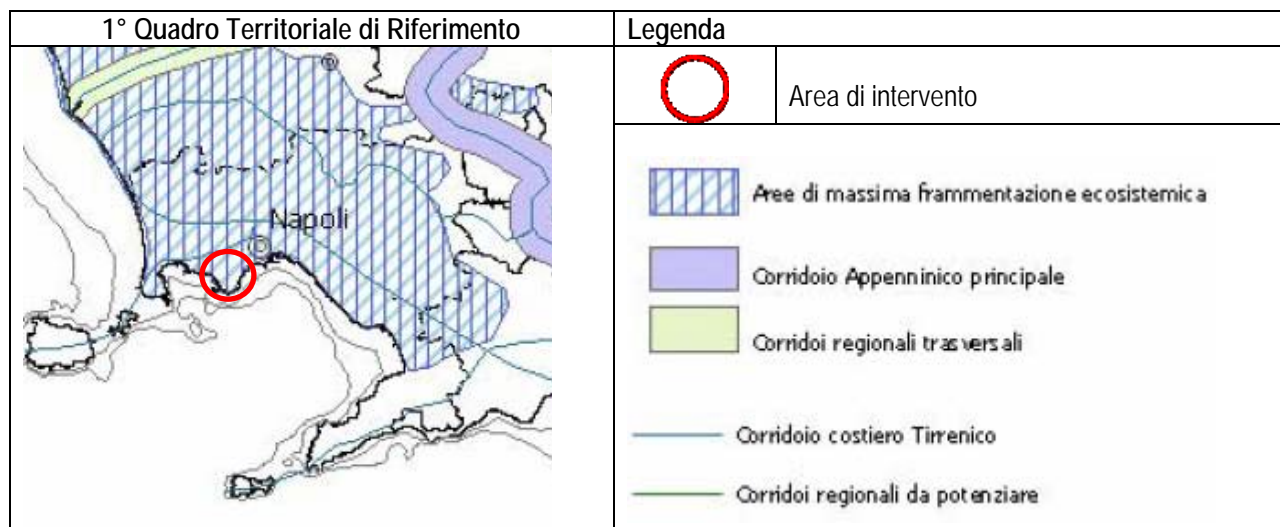 1° Quadro Territoriale di Riferimento
Legenda
Napoli
Area di intervento
Aree di massima frammentazione ecosistemica
Corridoio Appenninico principale
Corridoi regionali trasversali
Corridoio costiero Tirrenico
Corridoi regionali da potenziare